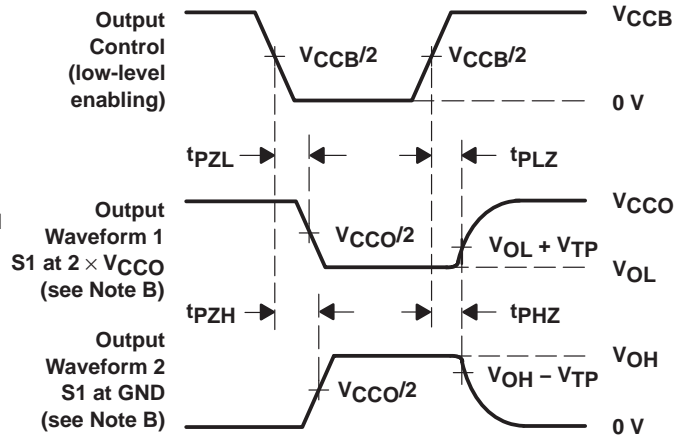 Output
Control
(low-level
enabling)
VCCB/2
VCCB/2
VCCB
0 V
tPZL
tPLZ
Output
Waveform 1
S1 at 2 × VCCO
(see Note B)
VCCO/2
VCCO
VOL + VTP
VOL
tPZH
tPHZ
Output
Waveform 2
S1 at GND
(see Note B)
VCCO/2
VOH
VOH − VTP
0 V